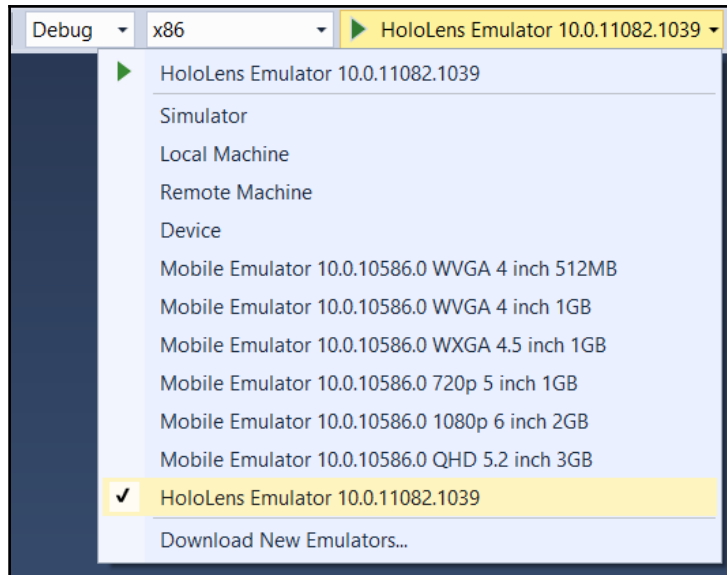 Debug x86 HoloLens Emulator 10.0.11082.1039
HoloLens Emulator 10.0.11082.1039
Simulator
Local Machine
Remote Machine
Device
Mobile Emulator 10.0.10586.0 WVGA 4 inch 512MB
Mobile Emulator 10.0.10586.0 WVGA 4 inch 1GB
Mobile Emulator 10.0.10586.0 WXGA 4.5 inch 1GB
Mobile Emulator 10.0.10586.0 720p 5 inch 1GB
Mobile Emulator 10.0.10586.0 1080p 6 inch 2GB
Mobile Emulator 10.0.10586.0 QHD 5.2 inch 3GB
HoloLens Emulator 10.0.11082.1039
Download New Emulators...